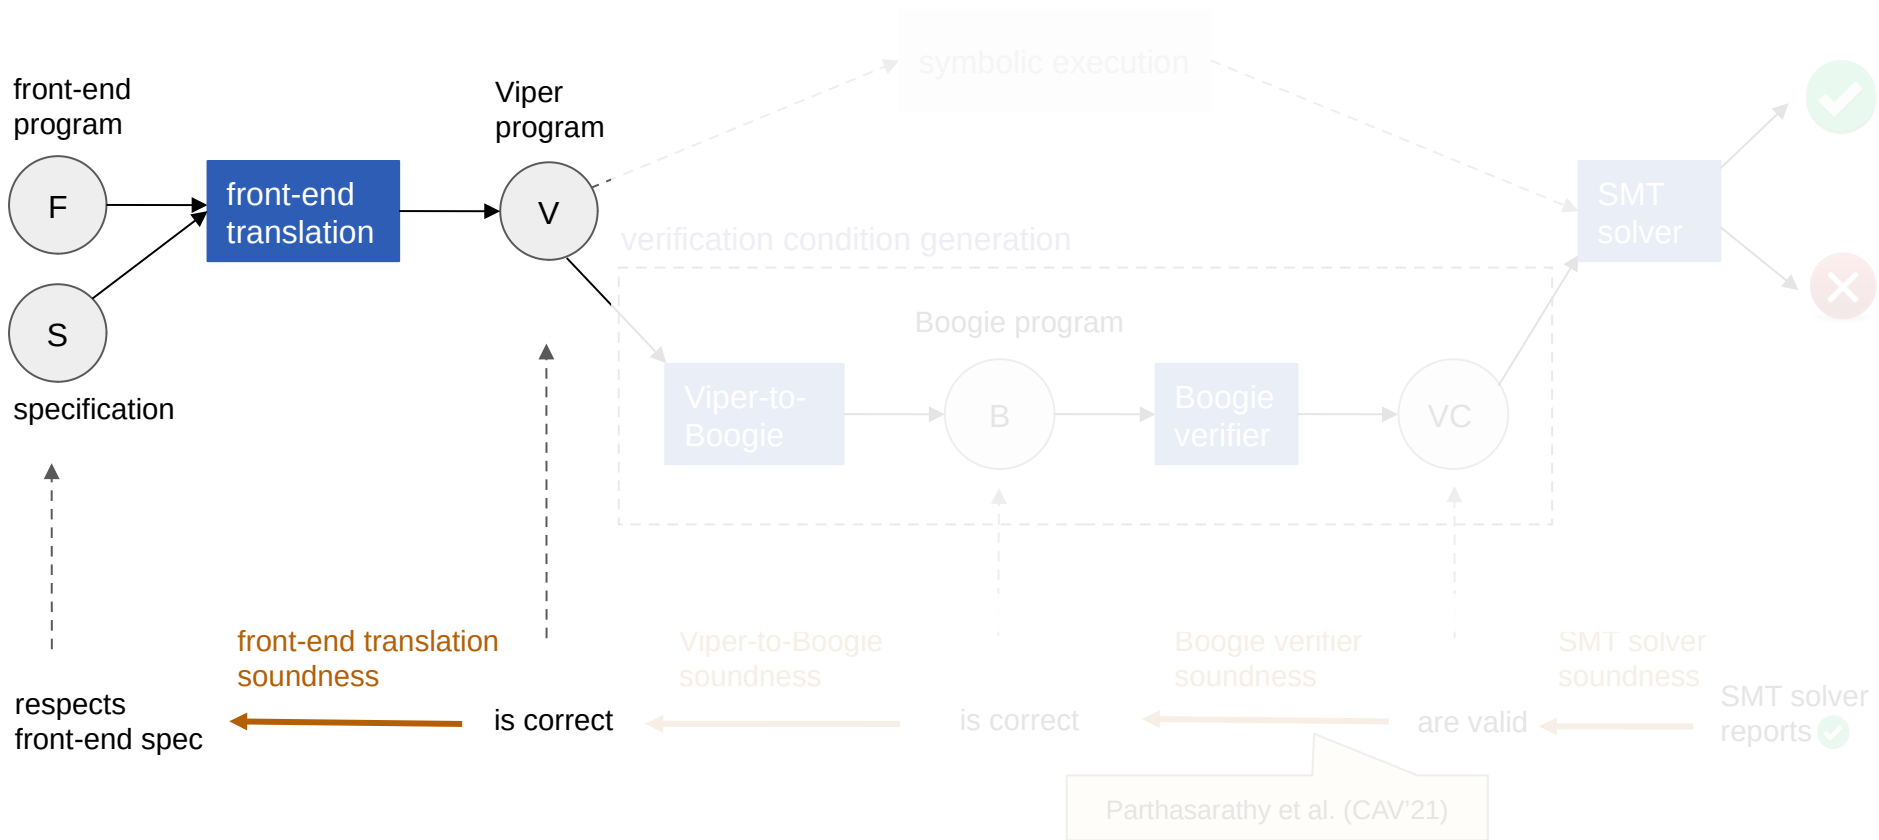 symbolic execution
front-end
program
Viper
program
F
front-end
translation
V
SMT
solver
verification condition generation
S
Boogie program
specification
Viper-to-
Boogie
B
Boogie
verifier
VC
front-end translation
soundness
Viper-to-Boogie
soundness
Boogie verifier
soundness
SMT solver
soundness
respects
front-end spec
is correct
is correct
are valid
SMT solver
reports
Parthasarathy et al. (CAV’21)